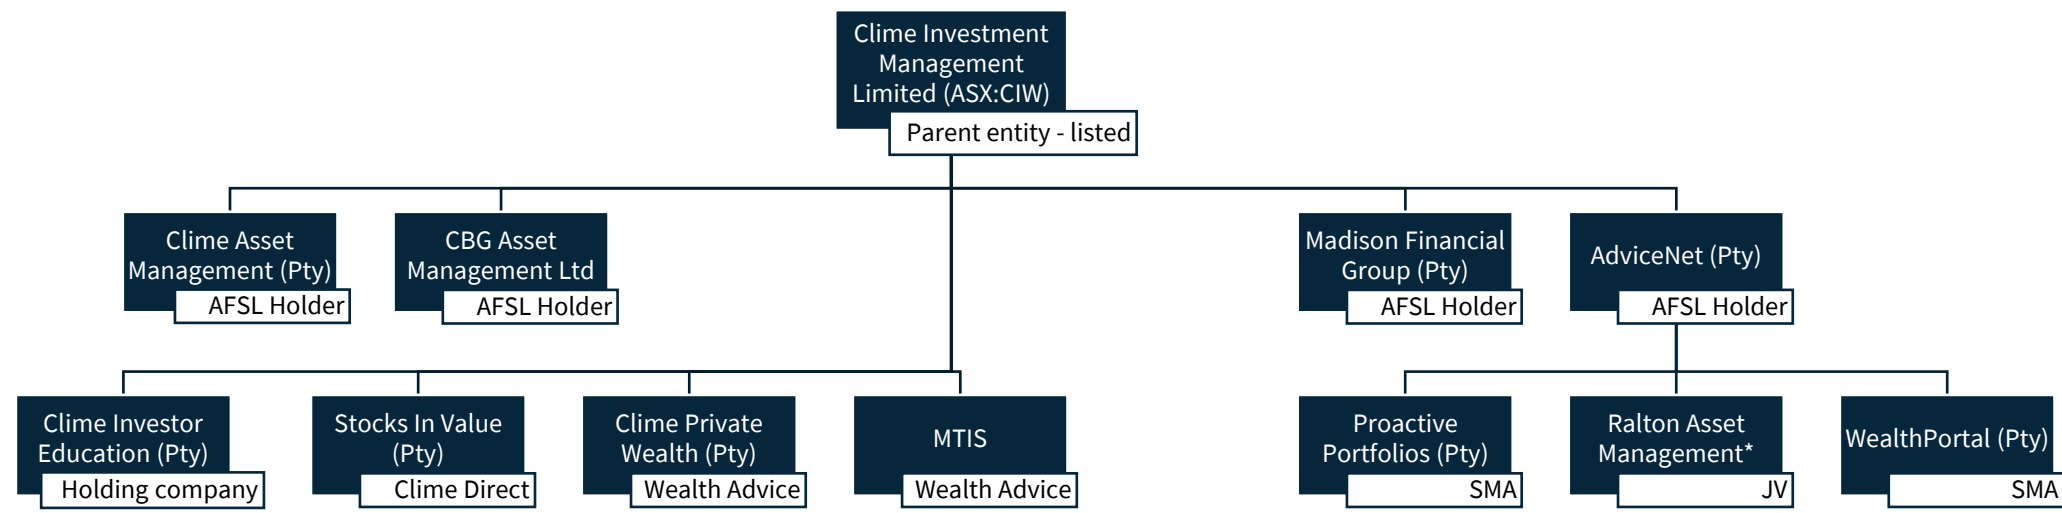 Clime Investment
Management
Limited (ASX:CIW)
Parent entity - listed
Clime Asset
Management (Pty)
AFSL Holder
CBG Asset
Management Ltd
AFSL Holder
Madison Financial
Group (Pty)
AFSL Holder
AdviceNet (Pty)
AFSL Holder
Clime Investor
Education (Pty)
Holding company
Stocks In Value
(Pty)
Clime Direct
Clime Private
Wealth (Pty)
Wealth Advice
MTIS
Wealth Advice
Proactive
Portfolios (Pty)
SMA
Ralton Asset
Management*
JV
WealthPortal (Pty)
SMA